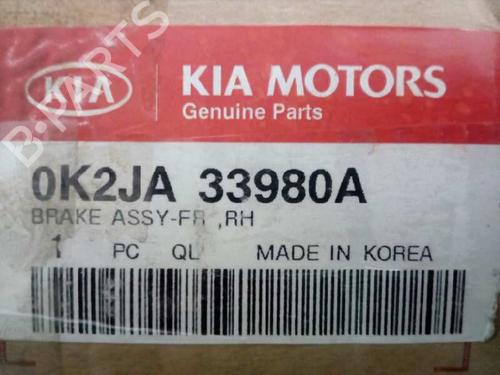 KIA
KIA MOTORS
Genuine Parts
B-PARTS
0K2JA 33980A
BRAKE ASSY-FR ,RH
1 PC QL MADE IN KOREA